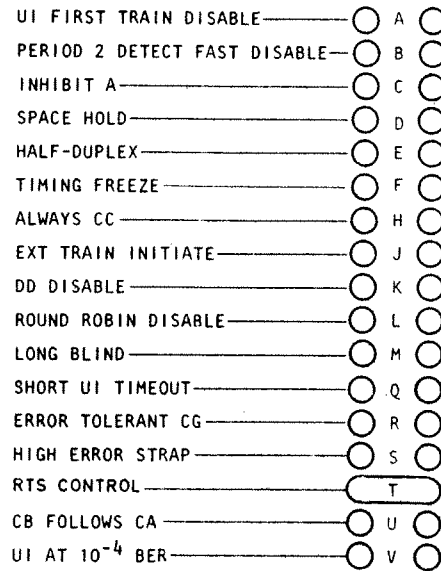 UI FIRST TRAIN DISABLE A
PERIOD 2 DETECT FAST DISABLE B
INHIBIT A C
SPACE HOLD D
HALF-DUPLEX E
TIMING FREEZE F
ALWAYS CC H
EXT TRAIN INITIATE J
DD DISABLE K
ROUND ROBIN DISABLE L
LONG BLIND M
SHORT UI TIMEOUT Q
ERROR TOLERANT CG R
HIGH ERROR STRAP S
RTS CONTROL T
CB FOLLOWS CA U
UI AT 10⁻⁴ BER V